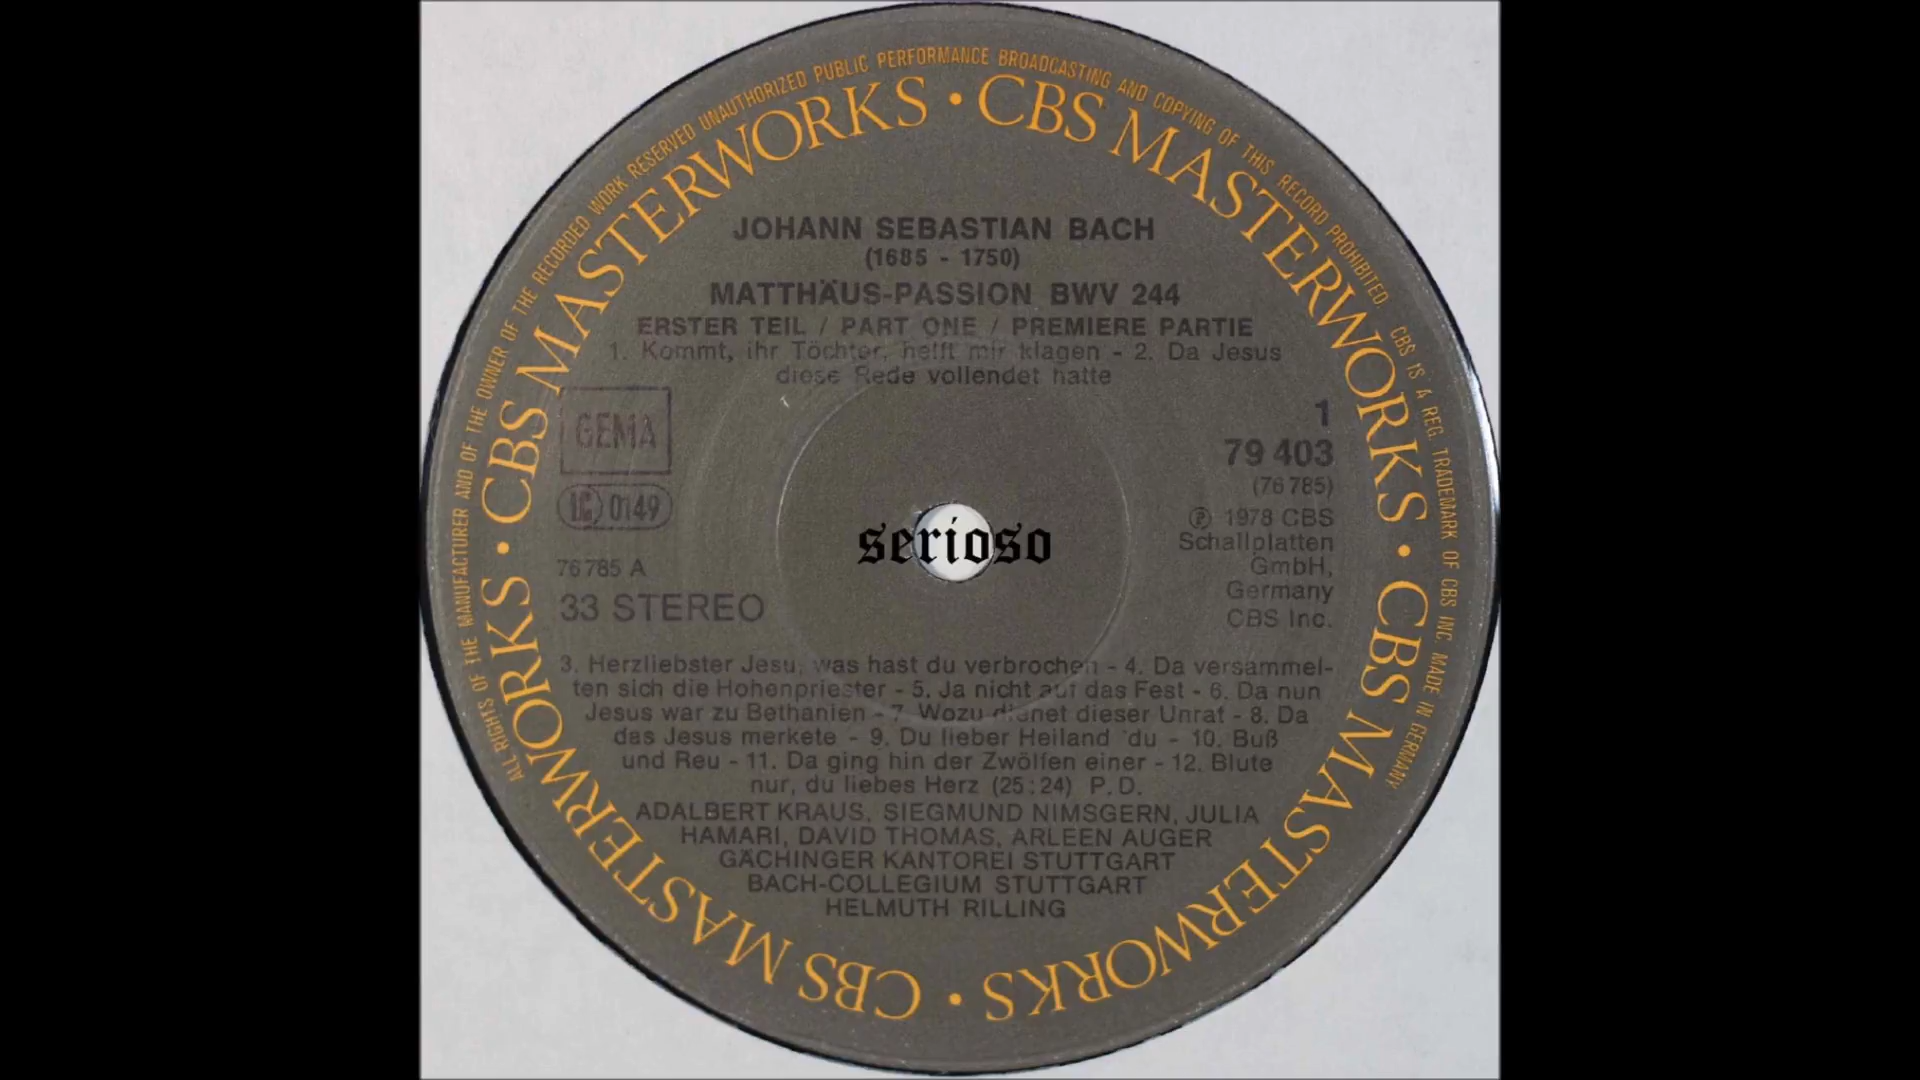 ALL RIGHTS OF THE MANUFACTURER AND OF THE OWNER OF THE RECORDED WORK RESERVED UNAUTHORIZED PUBLIC PERFORMANCE BROADCASTING AND COPYING OF THIS RECORD PROHIBITED. CBS IS A REG. TRADEMARK OF CBS INC. MADE IN GERMANY
CBS MASTERWORKS · CBS MASTERWORKS · CBS MASTERWORKS · CBS MASTERWORKS ·
JOHANN SEBASTIAN BACH
(1685 - 1750)
MATTHÄUS-PASSION BWV 244
ERSTER TEIL / PART ONE / PREMIERE PARTIE
1. Kommt, ihr Töchter, helft mir klagen - 2. Da Jesus
diese Rede vollendet hatte
GEMA
LC 0149
76 785 A
33 STEREO
1
79 403
(76 785)
Ⓟ 1978 CBS
Schallplatten
GmbH,
Germany
CBS Inc.
serioso
3. Herzliebster Jesu, was hast du verbrochen - 4. Da versammel-
ten sich die Hohenpriester - 5. Ja nicht auf das Fest - 6. Da nun
Jesus war zu Bethanien - 7. Wozu dienet dieser Unrat - 8. Da
das Jesus merkete - 9. Du lieber Heiland du - 10. Buß
und Reu - 11. Da ging hin der Zwölfen einer - 12. Blute
nur, du liebes Herz (25:24) P.D.
ADALBERT KRAUS, SIEGMUND NIMSGERN, JULIA
HAMARI, DAVID THOMAS, ARLEEN AUGER
GÄCHINGER KANTOREI STUTTGART
BACH-COLLEGIUM STUTTGART
HELMUTH RILLING